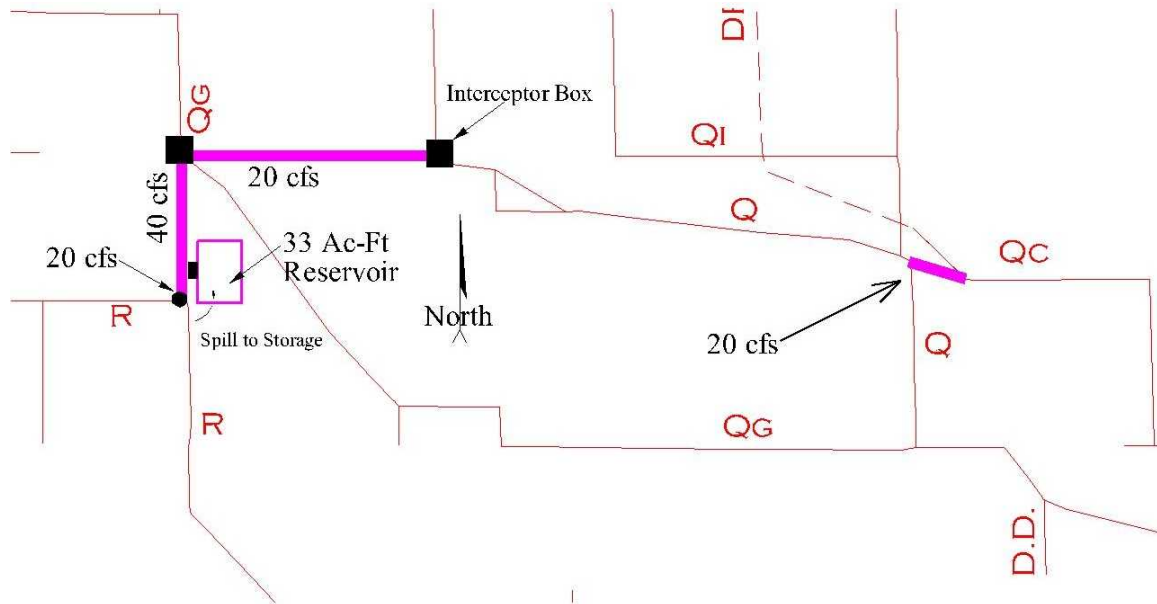 DI
QG
Interceptor Box
QI
20 cfs
40 cfs
Q
20 cfs
33 Ac-Ft
Reservoir
QC
North
R
Spill to Storage
20 cfs
Q
R
QG
D.D.